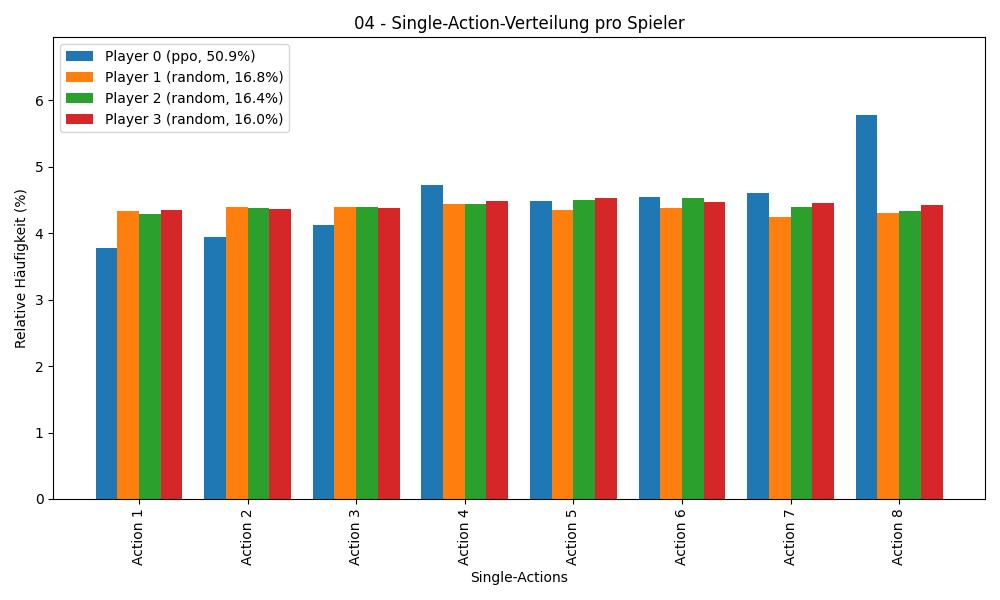 04 - Single-Action-Verteilung pro Spieler
Player 0 (ppo, 50.9%)
Player 1 (random, 16.8%)
Player 2 (random, 16.4%)
Player 3 (random, 16.0%)
Relative Häufigkeit (%)
6
5
4
3
2
1
0
Action 1
Action 2
Action 3
Action 4
Action 5
Action 6
Action 7
Action 8
Single-Actions